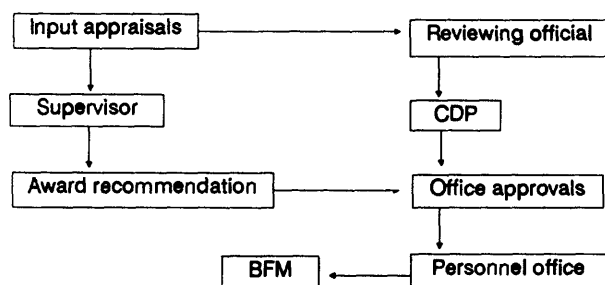 Input appraisals
Reviewing official
Supervisor
CDP
Award recommendation
Office approvals
BFM
Personnel office